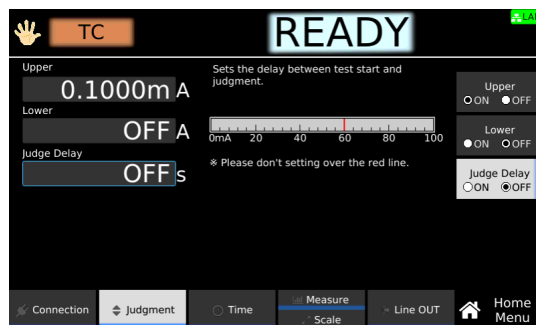 TC
READY
LAN
Upper
0.1000m A
Lower
OFF A
Judge Delay
OFF s
Sets the delay between test start and
judgment.
0mA 20 40 60 80 100
※ Please don't setting over the red line.
Upper
ON OFF
Lower
ON OFF
Judge Delay
ON OFF
Connection
Judgment
Time
Measure
Scale
Line OUT
Home
Menu